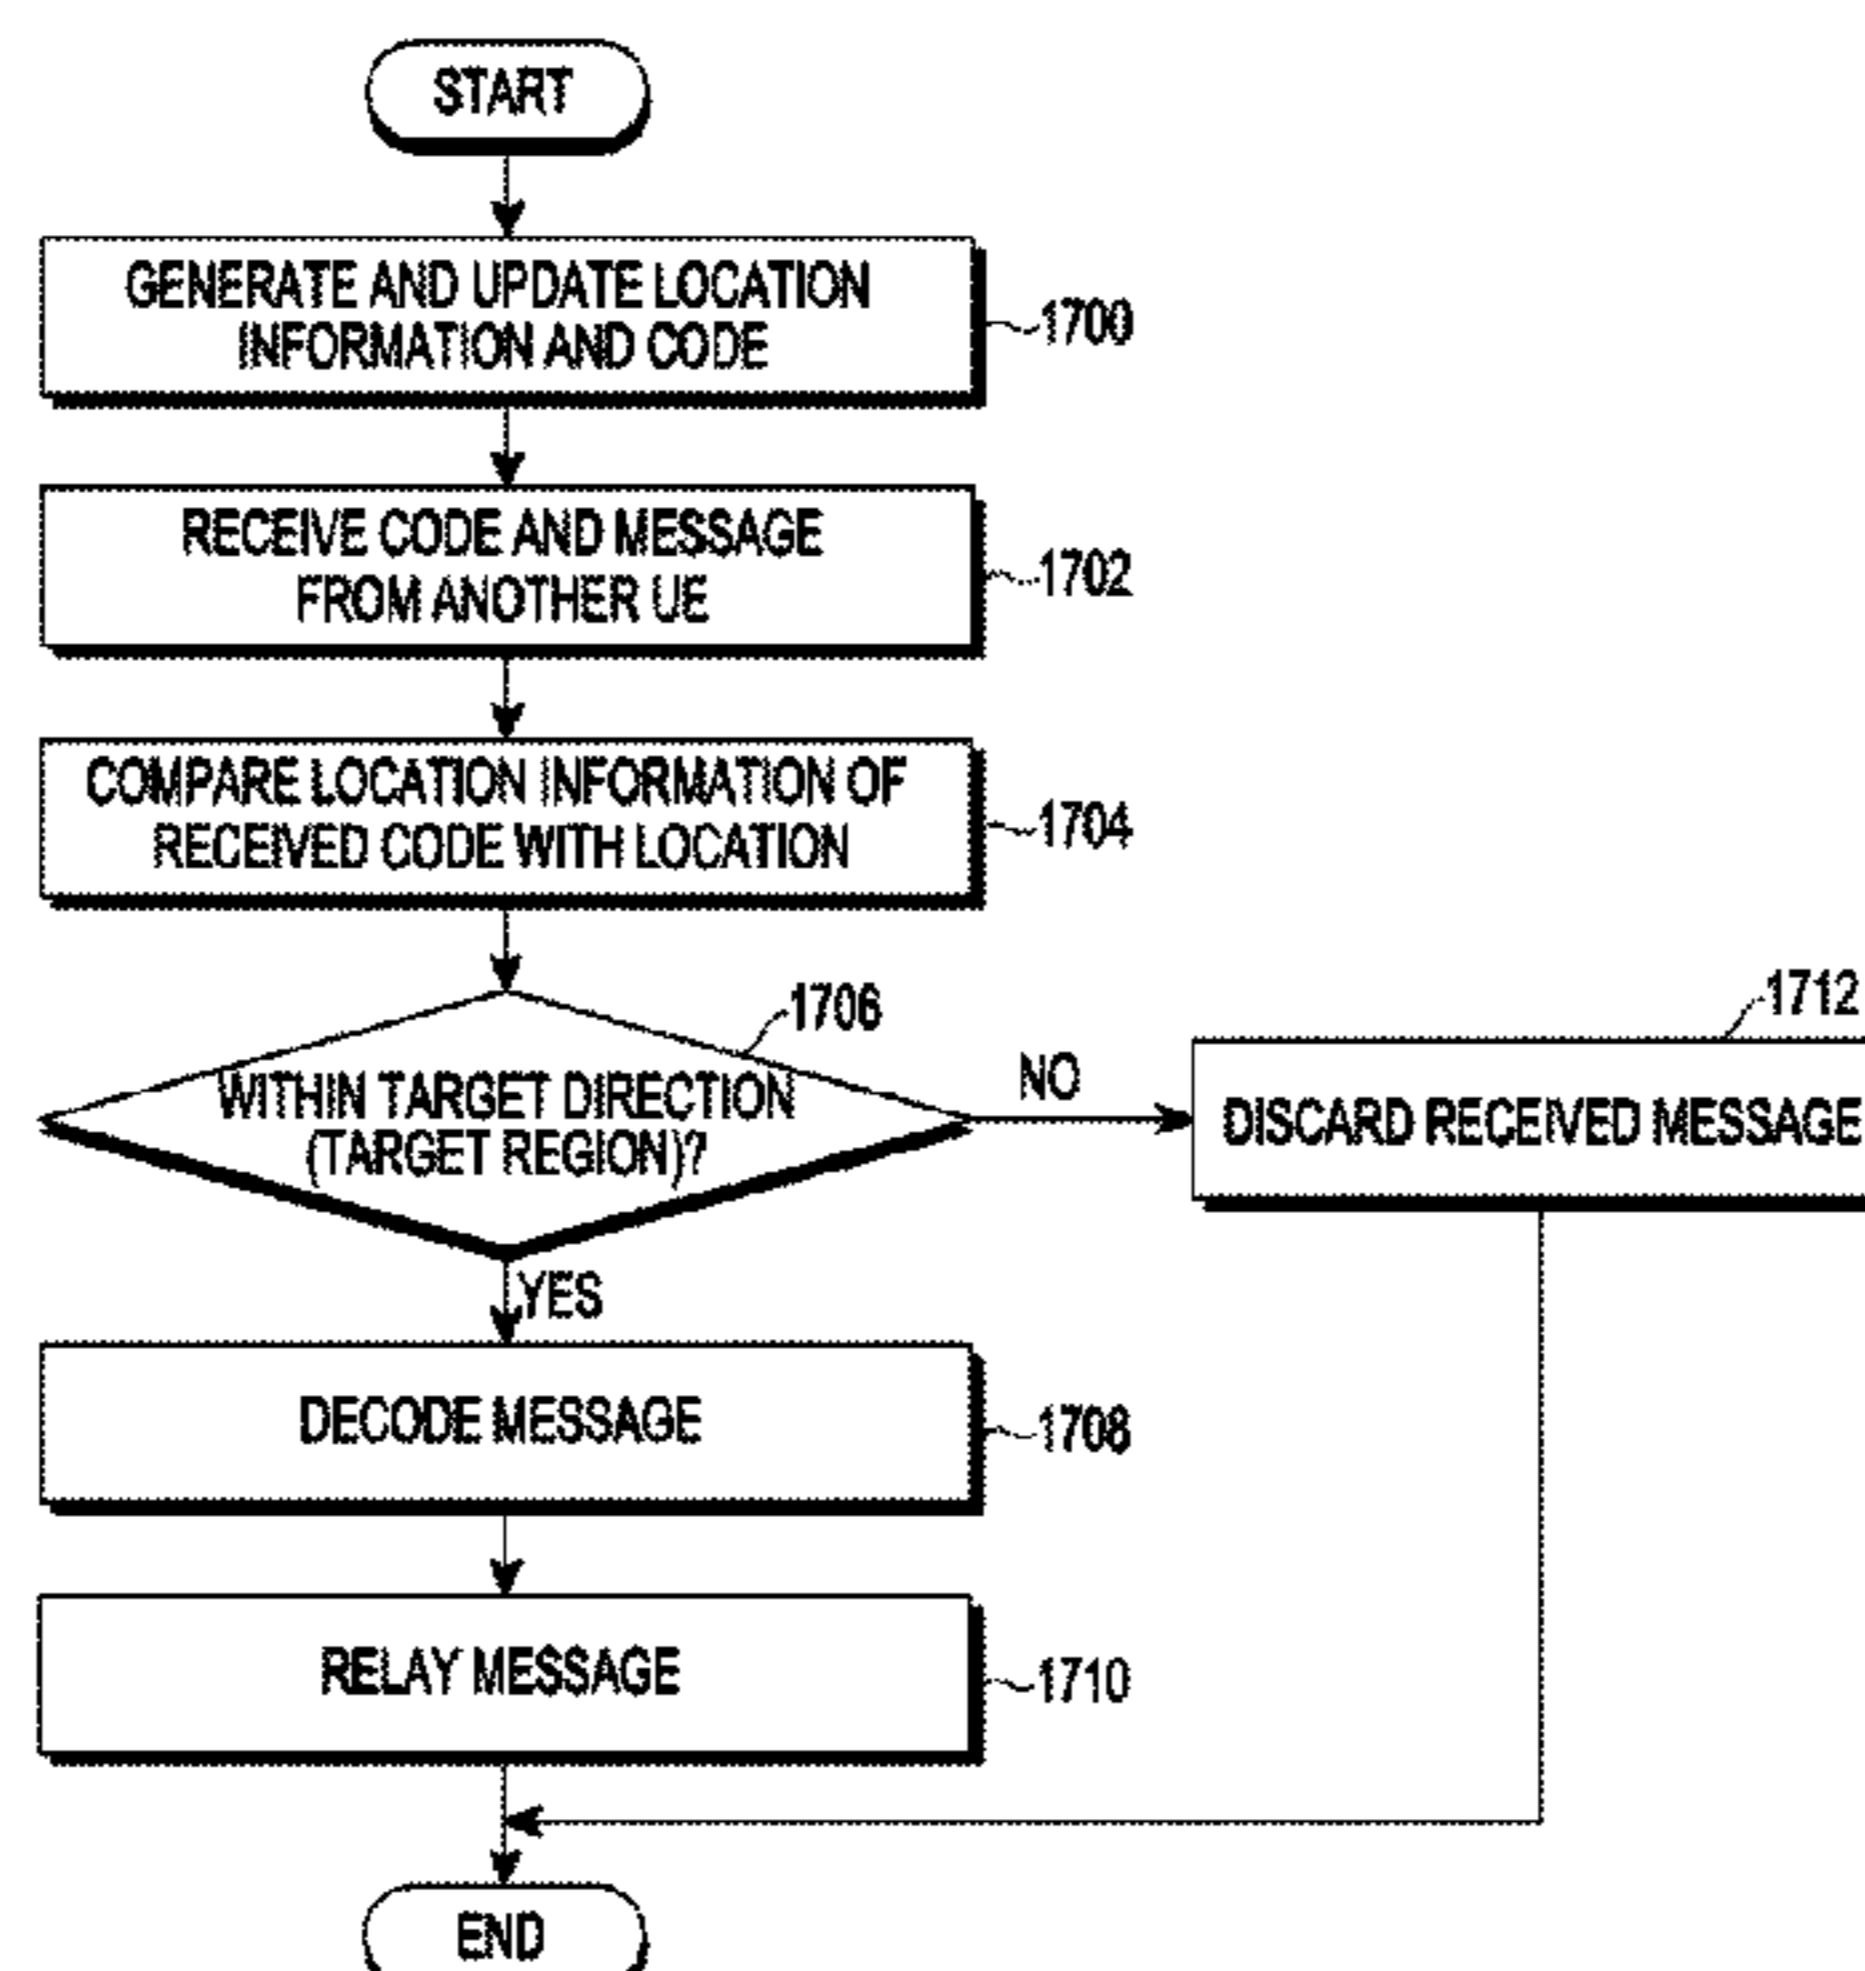 START
GENERATE AND UPDATE LOCATION
INFORMATION AND CODE
1700
RECEIVE CODE AND MESSAGE
FROM ANOTHER UE
1702
COMPARE LOCATION INFORMATION OF
RECEIVED CODE WITH LOCATION
1704
1706
WITHIN TARGET DIRECTION
(TARGET REGION)?
NO
1712
DISCARD RECEIVED MESSAGE
YES
DECODE MESSAGE
1708
RELAY MESSAGE
1710
END